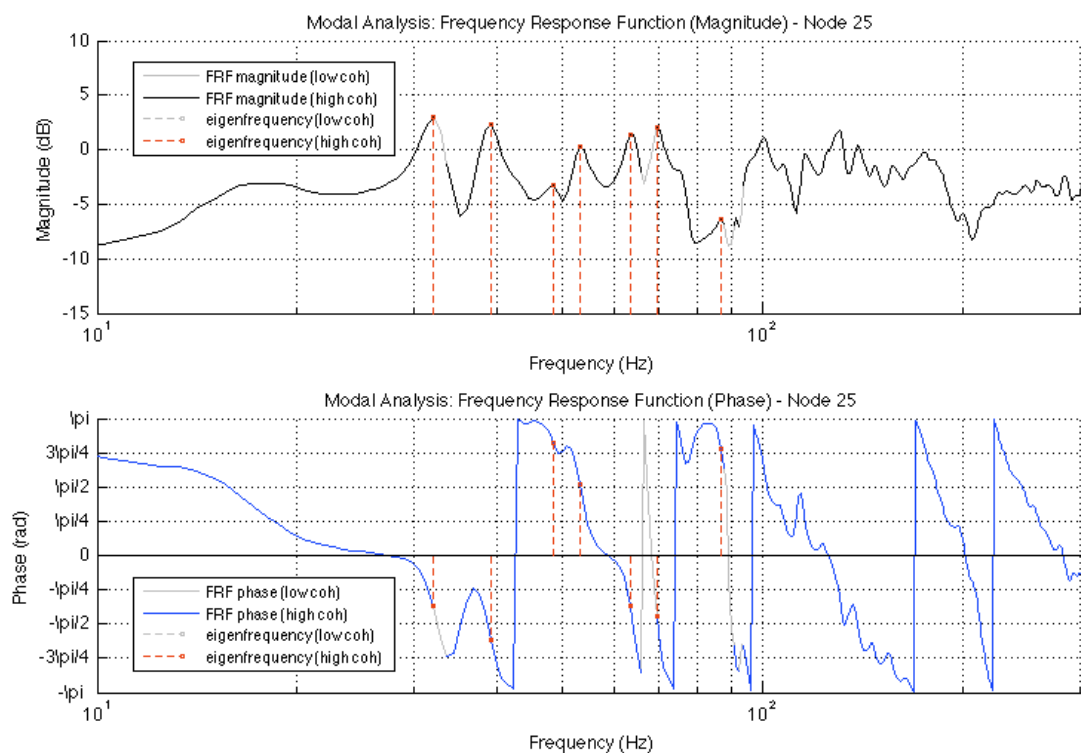 Modal Analysis: Frequency Response Function (Magnitude) - Node 25
10
5
0
-5
-10
-15
Magnitude (dB)
FRF magnitude (low coh)
FRF magnitude (high coh)
eigenfrequency (low coh)
eigenfrequency (high coh)
10^1
10^2
Frequency (Hz)
Modal Analysis: Frequency Response Function (Phase) - Node 25
\pi
3\pi/4
\pi/2
\pi/4
0
-\pi/4
-\pi/2
-3\pi/4
-\pi
Phase (rad)
FRF phase (low coh)
FRF phase (high coh)
eigenfrequency (low coh)
eigenfrequency (high coh)
10^1
10^2
Frequency (Hz)